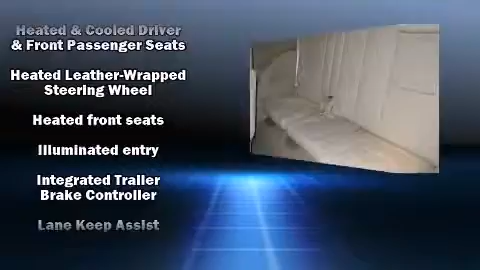 Heated & Cooled Driver
& Front Passenger Seats
Heated Leather-Wrapped
Steering Wheel
Heated front seats
Illuminated entry
Integrated Trailer
Brake Controller
Lane Keep Assist